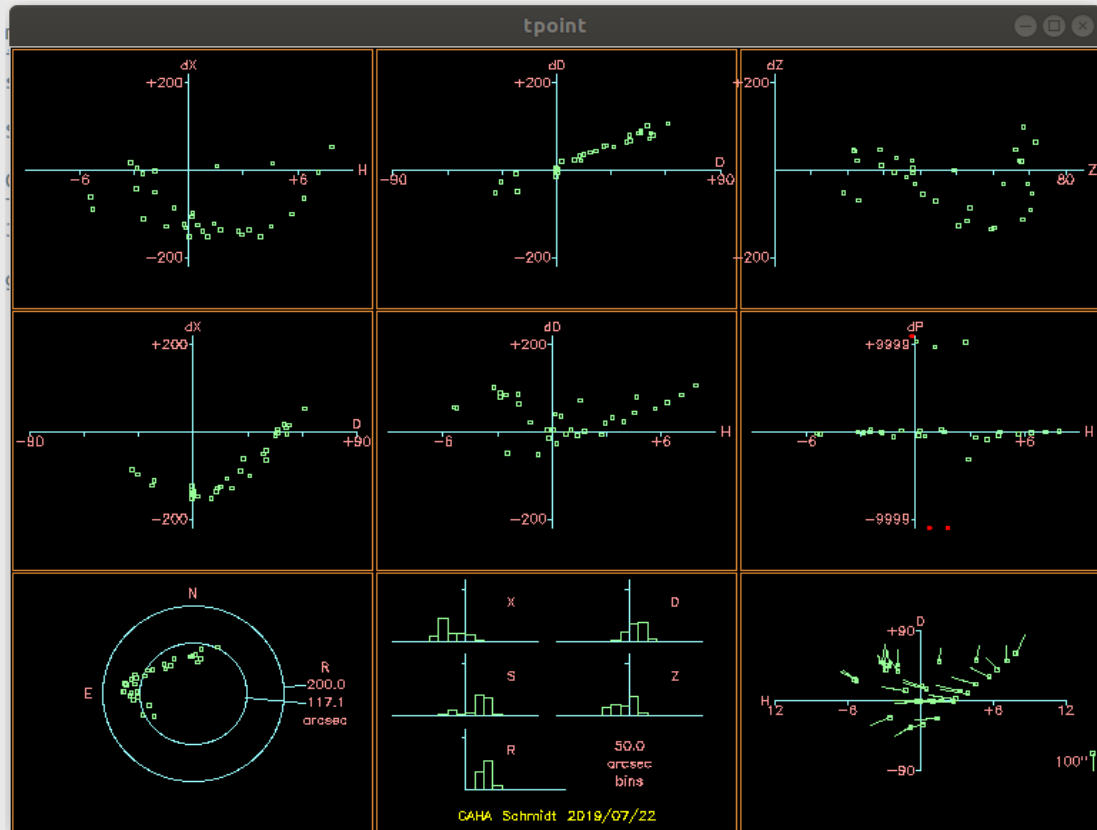 tpoint
dX
+200
-6
+6
H
-200
dD
+200
-90
+90
D
-200
dZ
+200
80
Z
-200
dX
+200
-90
+90
D
-200
dD
+200
-6
+6
H
-200
dP
+9999
-6
+6
H
-9999
N
E
R
200.0
117.1
arcsec
X
D
S
Z
R
50.0
arcsec
bins
CAHA Schmidt 2019/07/22
D
+90
H
12
-6
+6
12
-90
100"